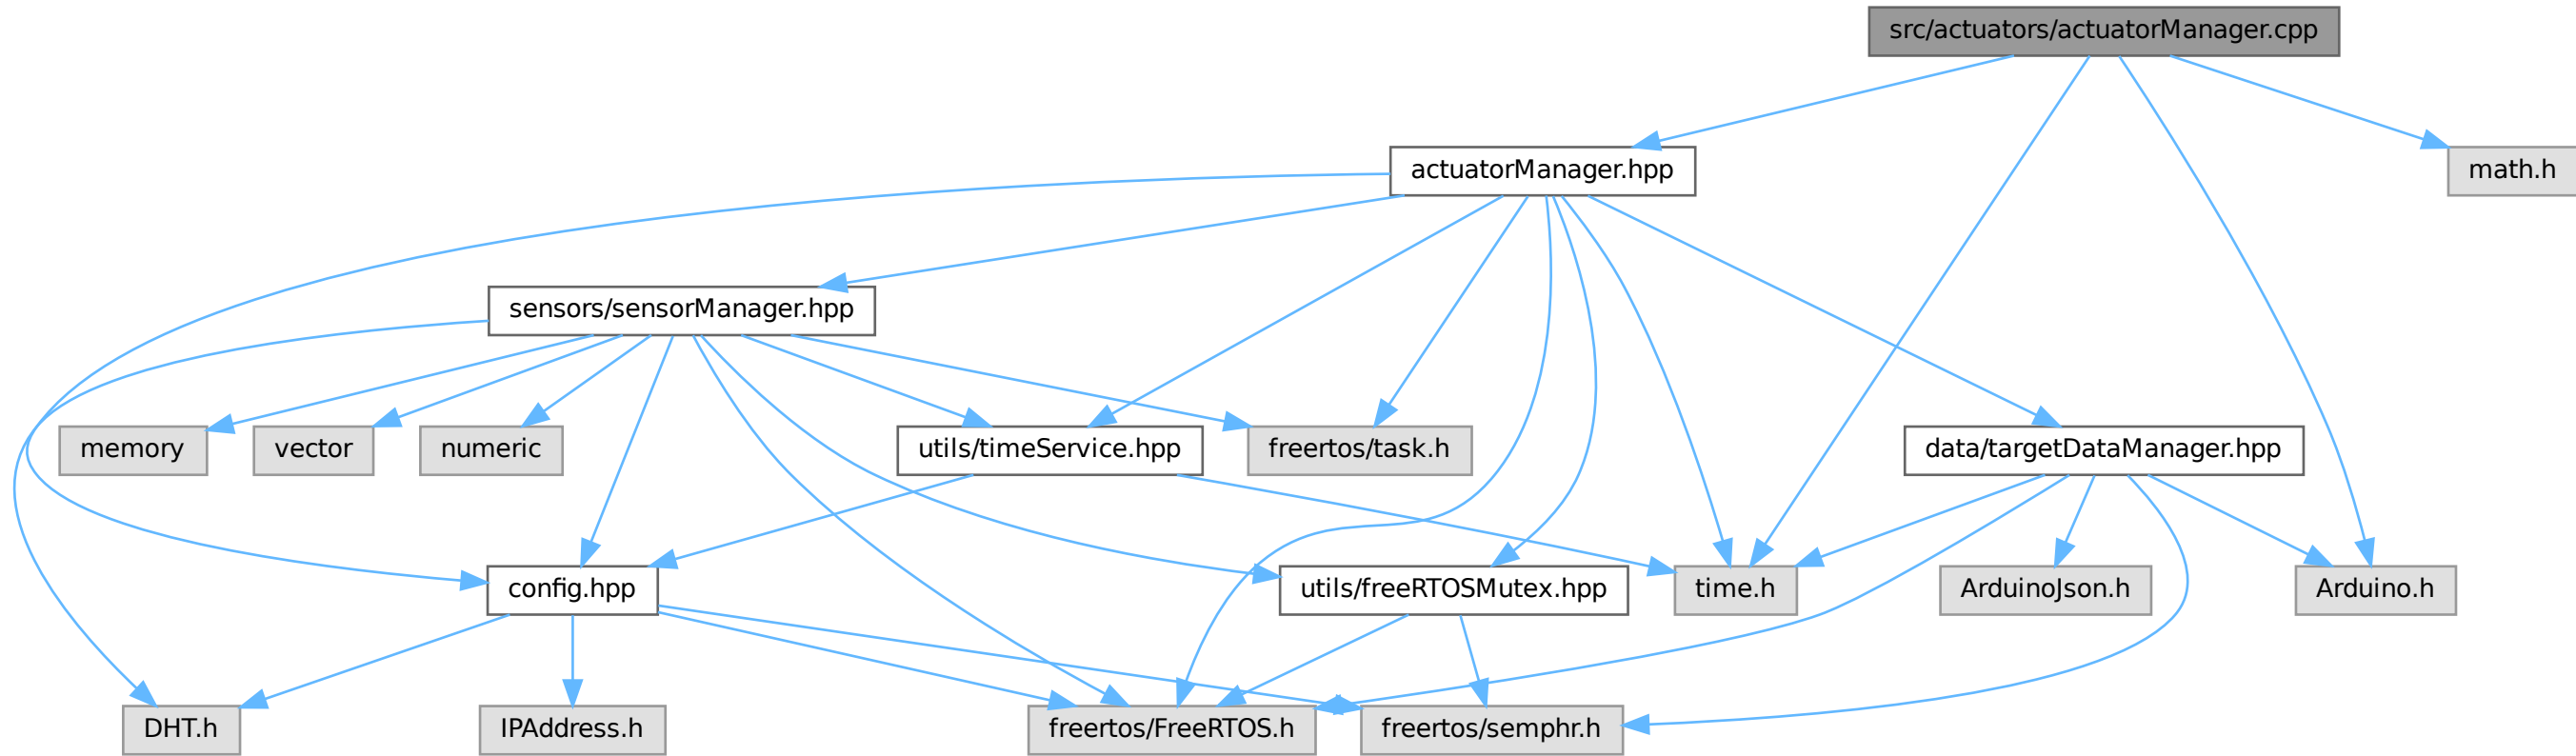 src/actuators/actuatorManager.cpp
actuatorManager.hpp
math.h
sensors/sensorManager.hpp
memory
vector
numeric
utils/timeService.hpp
freertos/task.h
data/targetDataManager.hpp
config.hpp
utils/freeRTOSMutex.hpp
time.h
ArduinoJson.h
Arduino.h
DHT.h
IPAddress.h
freertos/FreeRTOS.h
freertos/semphr.h